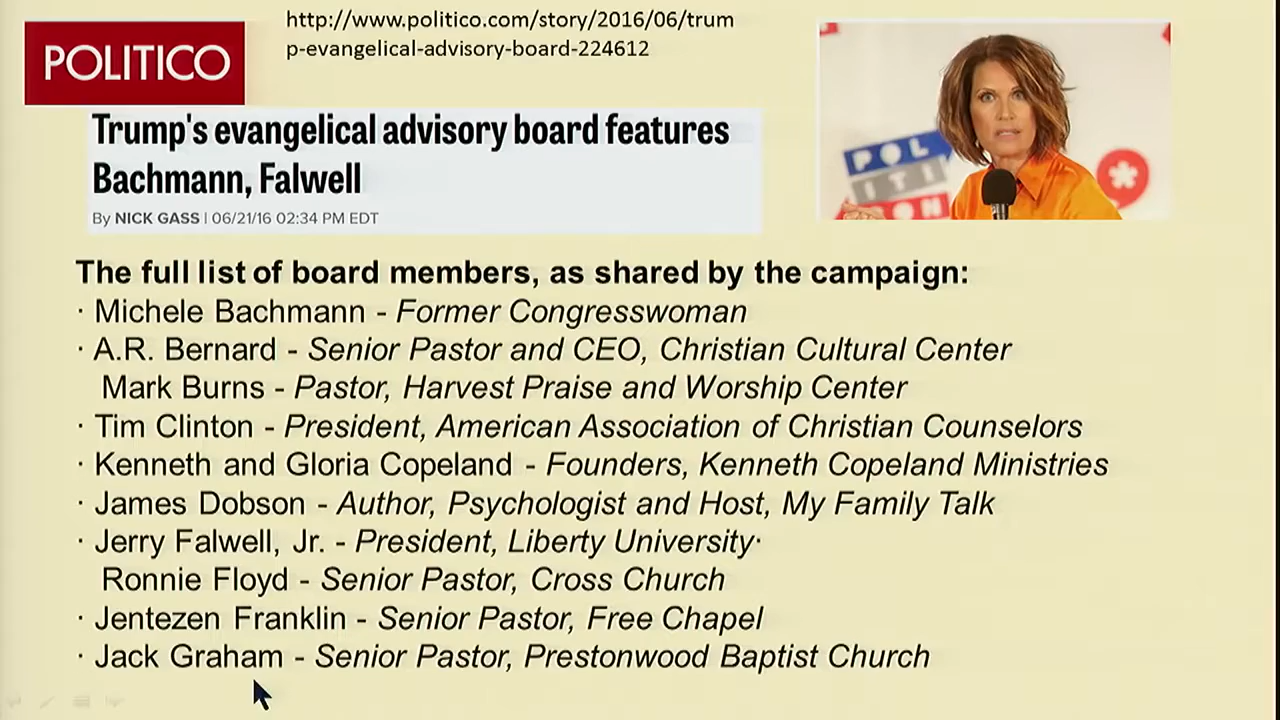 http://www.politico.com/story/2016/06/trum
p-evangelical-advisory-board-224612
POLITICO
Trump's evangelical advisory board features
Bachmann, Falwell
By NICK GASS | 06/21/16 02:34 PM EDT
POL
ITI
CON
The full list of board members, as shared by the campaign:
· Michele Bachmann - Former Congresswoman
· A.R. Bernard - Senior Pastor and CEO, Christian Cultural Center
Mark Burns - Pastor, Harvest Praise and Worship Center
· Tim Clinton - President, American Association of Christian Counselors
· Kenneth and Gloria Copeland - Founders, Kenneth Copeland Ministries
· James Dobson - Author, Psychologist and Host, My Family Talk
· Jerry Falwell, Jr. - President, Liberty University·
Ronnie Floyd - Senior Pastor, Cross Church
· Jentezen Franklin - Senior Pastor, Free Chapel
· Jack Graham - Senior Pastor, Prestonwood Baptist Church